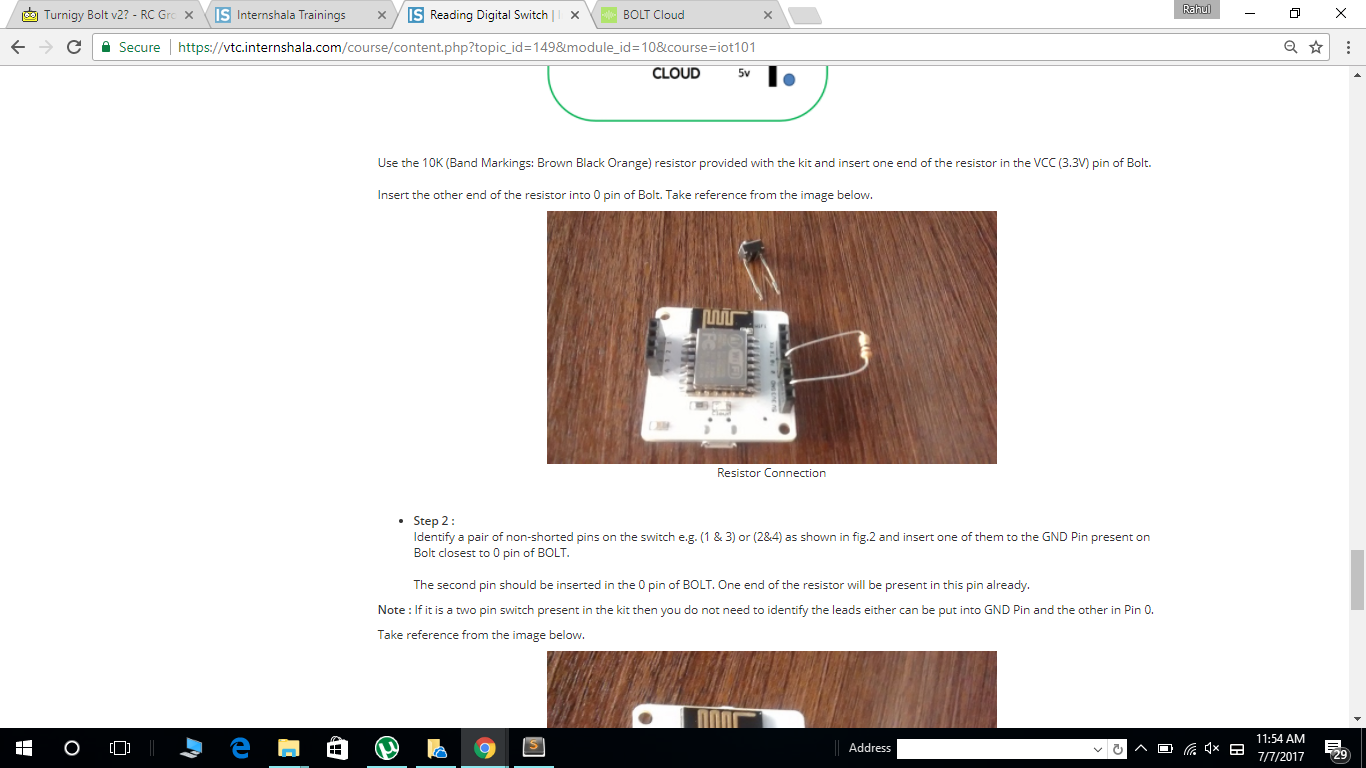 Turnigy Bolt v2? - RC Gro
Internshala Trainings
Reading Digital Switch |
BOLT Cloud
Rahul
Secure
https://vtc.internshala.com/course/content.php?topic_id=149&module_id=10&course=iot101
CLOUD 5v
Use the 10K (Band Markings: Brown Black Orange) resistor provided with the kit and insert one end of the resistor in the VCC (3.3V) pin of Bolt.
Insert the other end of the resistor into 0 pin of Bolt. Take reference from the image below.
Resistor Connection
Step 2 :
Identify a pair of non-shorted pins on the switch e.g. (1 & 3) or (2&4) as shown in fig.2 and insert one of them to the GND Pin present on
Bolt closest to 0 pin of BOLT.
The second pin should be inserted in the 0 pin of BOLT. One end of the resistor will be present in this pin already.
Note : If it is a two pin switch present in the kit then you do not need to identify the leads either can be put into GND Pin and the other in Pin 0.
Take reference from the image below.
Address
11:54 AM
7/7/2017
29